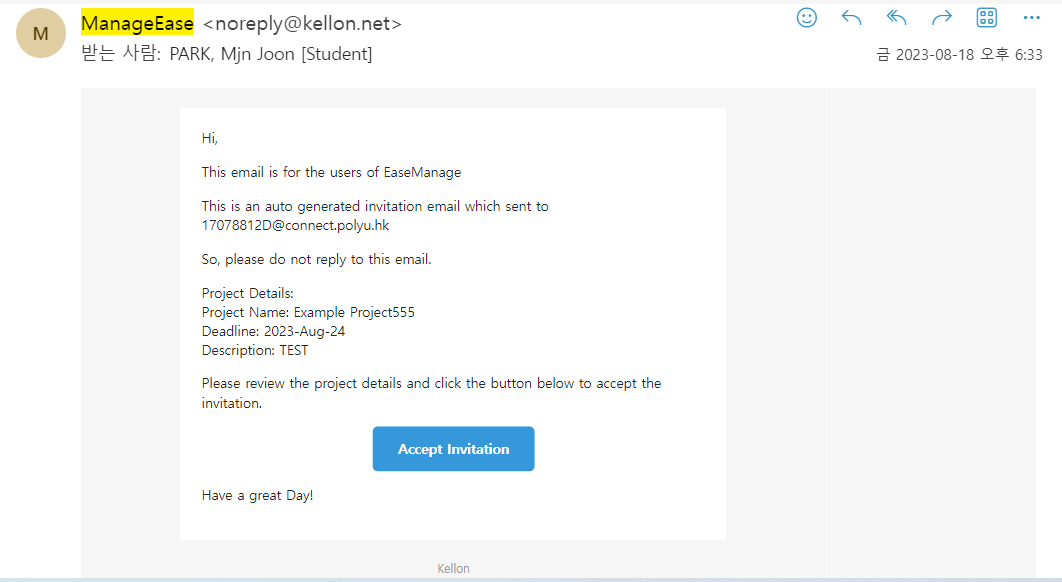 M
ManageEase <noreply@kellon.net>
받는 사람: PARK, Mjn Joon [Student]
금 2023-08-18 오후 6:33
Hi,
This email is for the users of EaseManage
This is an auto generated invitation email which sent to
17078812D@connect.polyu.hk
So, please do not reply to this email.
Project Details:
Project Name: Example Project555
Deadline: 2023-Aug-24
Description: TEST
Please review the project details and click the button below to accept the
invitation.
Accept Invitation
Have a great Day!
Kellon